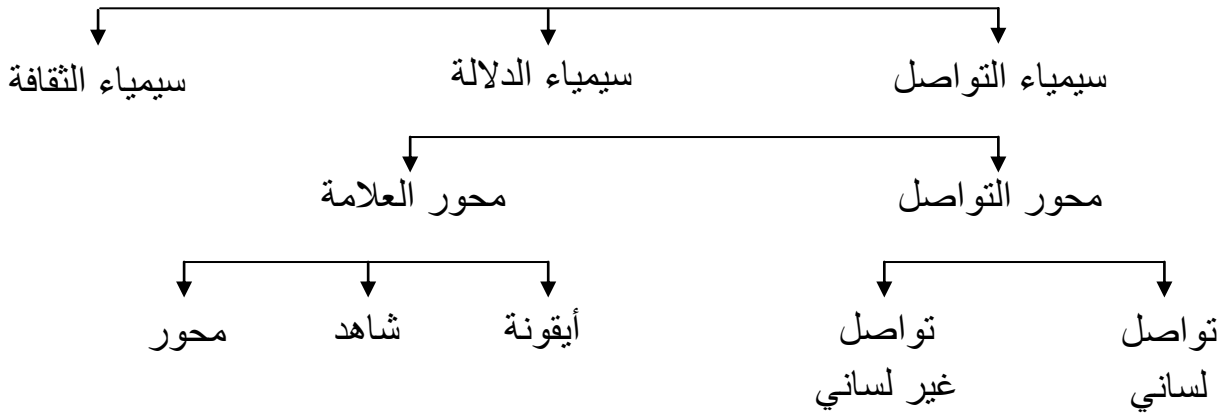 سيمياء التواصل سيمياء الدلالة سيمياء الثقافة
محور التواصل محور العلامة
تواصل لساني
تواصل غير لساني
أيقونة شاهد محور